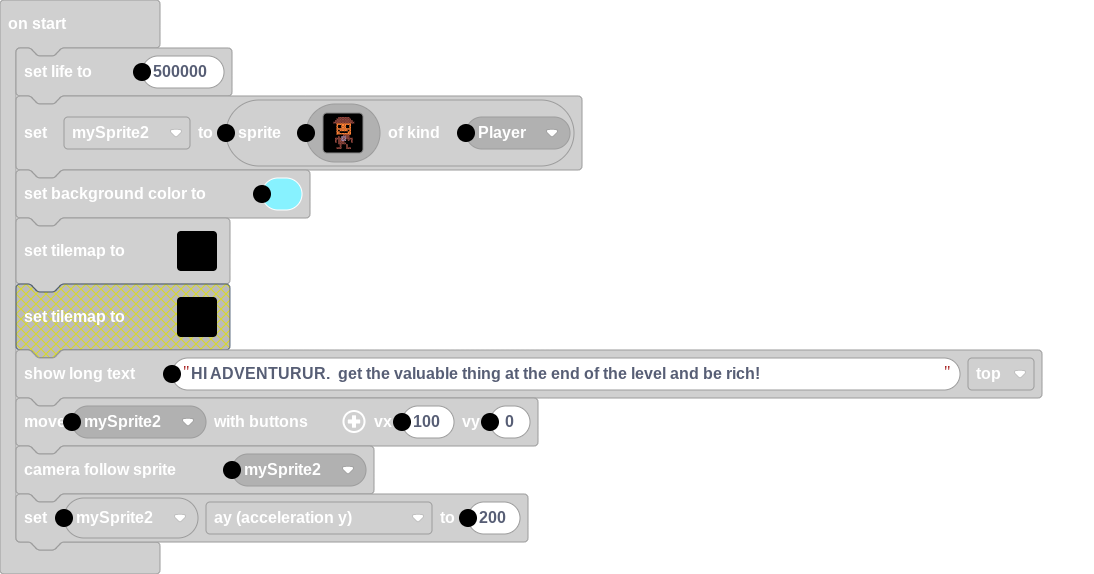 on start
set life to 500000
set mySprite2 to sprite of kind Player
set background color to
set tilemap to
set tilemap to
show long text "HI ADVENTURUR.  get the valuable thing at the end of the level and be rich! " top
move mySprite2 with buttons vx 100 vy 0
camera follow sprite mySprite2
set mySprite2 ay (acceleration y) to 200